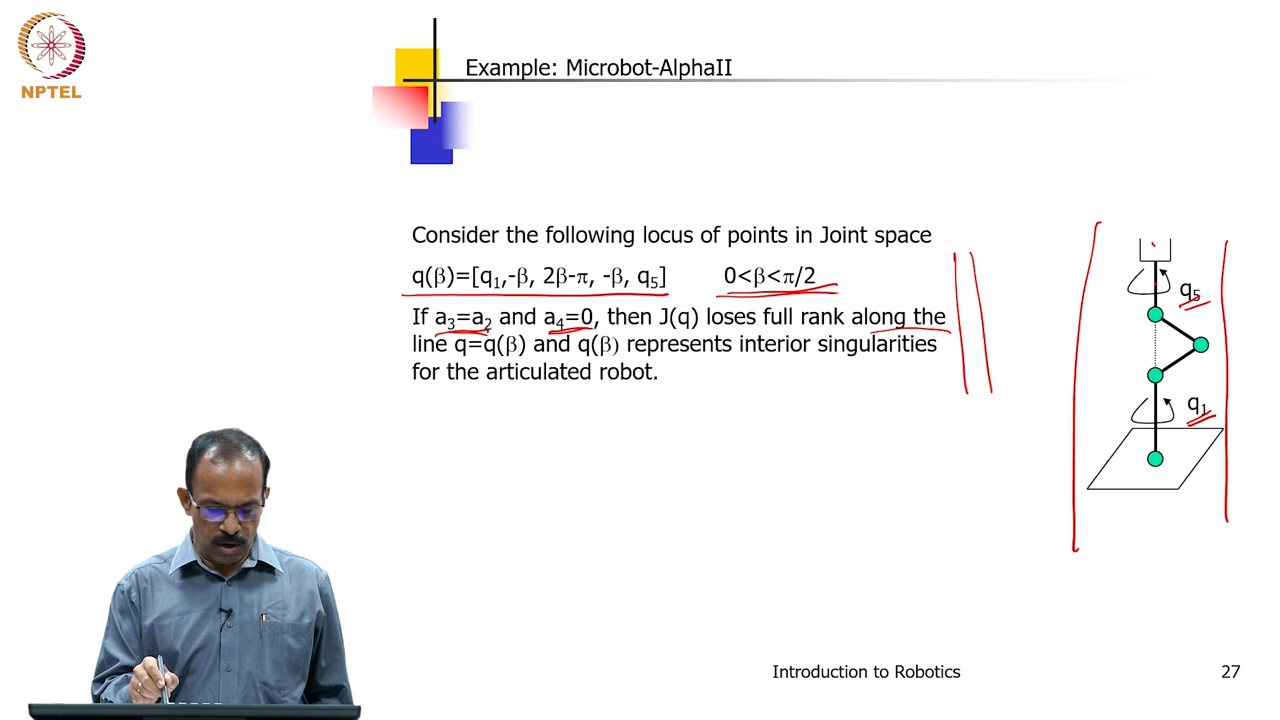 NPTEL
Example: Microbot-AlphaII
Consider the following locus of points in Joint space
q(β)=[q₁,-β, 2β-π, -β, q₅] 0<β<π/2
If a₃=a₂ and a₄=0, then J(q) loses full rank along the
line q=q(β) and q(β) represents interior singularities
for the articulated robot.
q₅
q₁
Introduction to Robotics 27